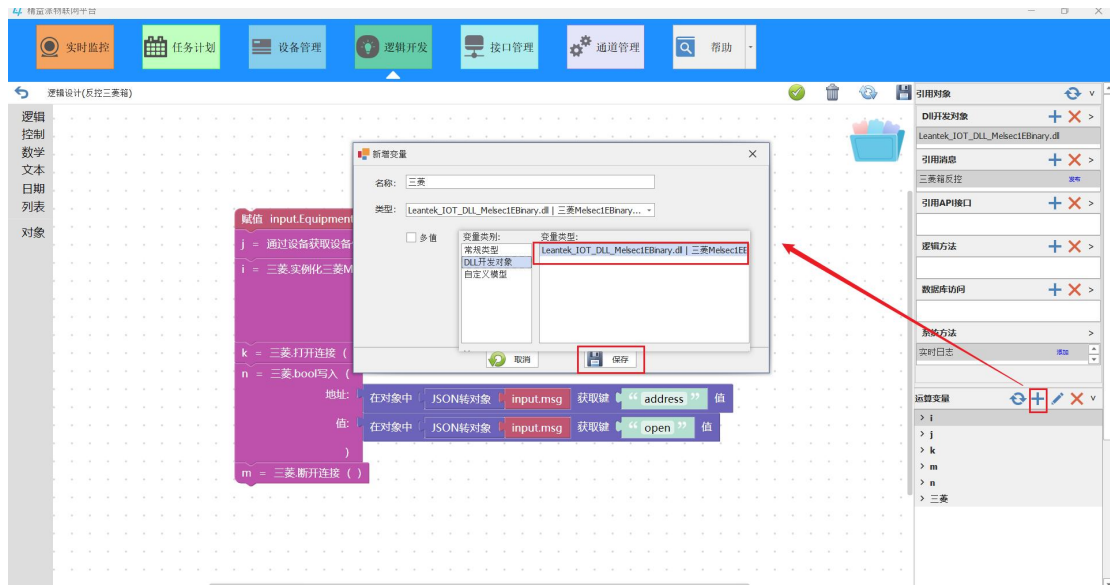 精益添特联网平台
实时监控
任务计划
设备管理
逻辑开发
接口管理
通道管理
帮助
逻辑设计(反控三菱箱)
逻辑
控制
数学
文本
日期
列表
对象
赋值 input.Equipment
j = 通过设备获取设备
i = 三菱.实例化三菱M
k = 三菱.打开连接 (
n = 三菱.bool写入 (
地址: 在对象中 JSON转对象 input.msg 获取键 “ address ” 值
值: 在对象中 JSON转对象 input.msg 获取键 “ open ” 值
)
m = 三菱.断开连接 ( )
新增变量
名称: 三菱
类型: Leantek_IOT_DLL_Melsec1EBinary.dll | 三菱Melsec1EBinary...
多值
变量类别:
常规类型
DLL开发对象
自定义模型
变量类型:
Leantek_IOT_DLL_Melsec1EBinary.dll | 三菱Melsec1EB
取消
保存
引用对象
Dll开发对象
Leantek_IOT_DLL_Melsec1EBinary.dll
引用消息
三菱箱反控 发布
引用API接口
逻辑方法
数据库访问
系统方法
实时日志 添加
运算变量
i
j
k
m
n
三菱